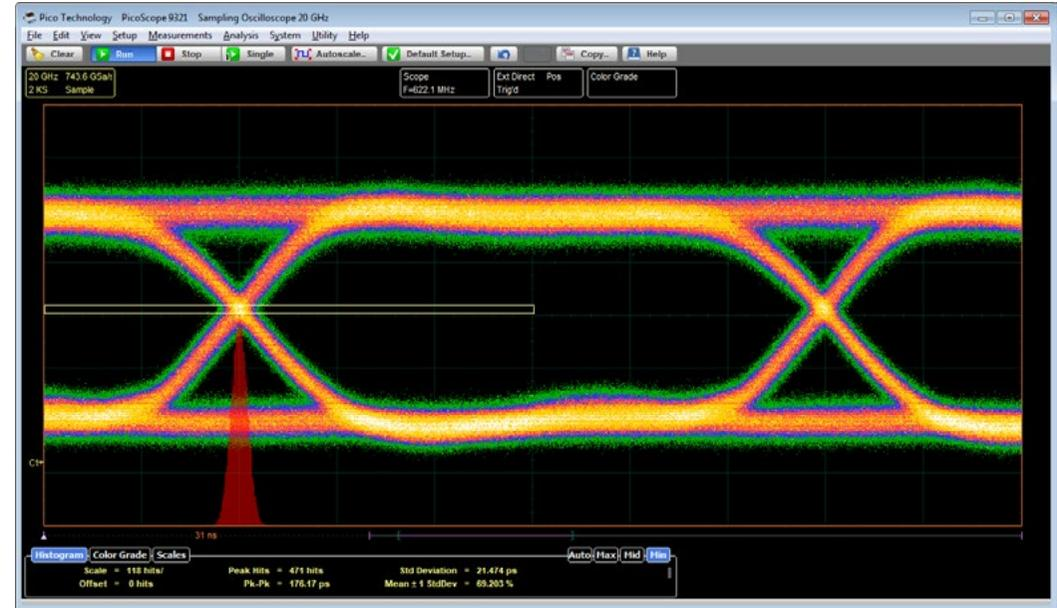 Pico Technology PicoScope 9321 Sampling Oscilloscope 20 GHz
File Edit View Setup Measurements Analysis System Utility Help
Clear Run Stop Single Autoscale... Default Setup... Copy... Help
20 GHz 743.6 GSa/s
2 KS Sample
Scope
F=622.1 MHz
Ext Direct Pos
Trig'd
Color Grade
C1
31 ns
Histogram Color Grade Scales Auto Max Mid Min
Scale = 118 hits/ Peak Hits = 471 hits Std Deviation = 21.474 ps
Offset = 0 hits Pk-Pk = 176.17 ps Mean ± 1 StdDev = 69.203 %